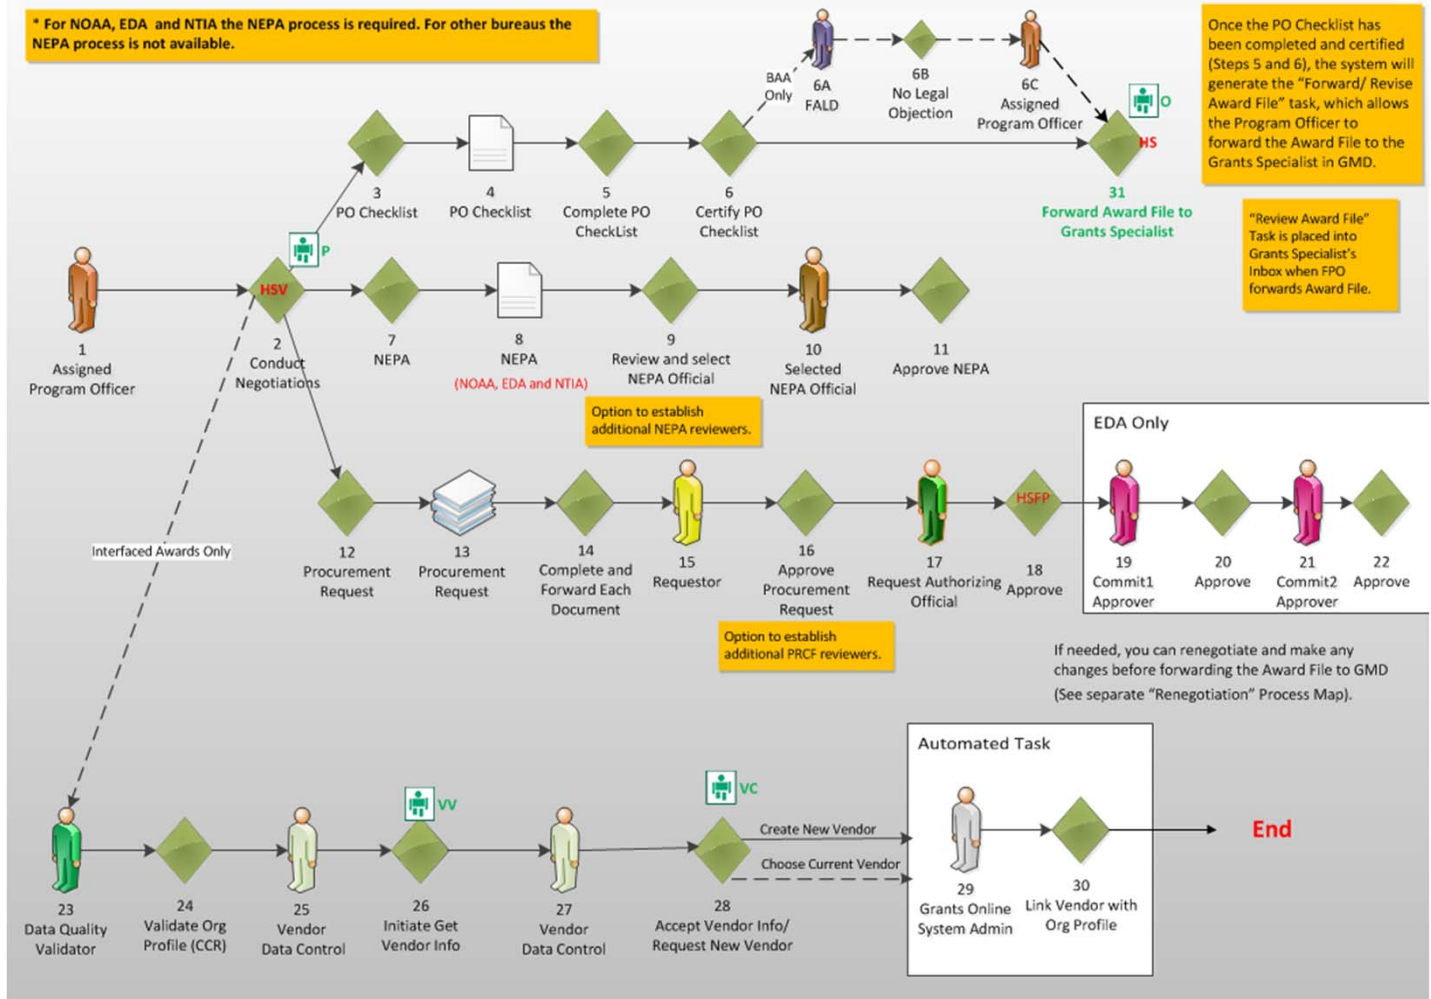 * For NOAA, EDA and NTIA the NEPA process is required. For other bureaus the
NEPA process is not available.
BAA
Only
6A
FALD
6B
No Legal
Objection
6C
Assigned
Program Officer
O
HS
Once the PO Checklist has
been completed and certified
(Steps 5 and 6), the system will
generate the “Forward/ Revise
Award File” task, which allows
the Program Officer to
forward the Award File to the
Grants Specialist in GMD.
3
PO Checklist
4
PO Checklist
5
Complete PO
CheckList
6
Certify PO
Checklist
31
Forward Award File to
Grants Specialist
“Review Award File”
Task is placed into
Grants Specialist’s
Inbox when FPO
forwards Award File.
P
HSV
1
Assigned
Program Officer
2
Conduct
Negotiations
7
NEPA
8
NEPA
(NOAA, EDA and NTIA)
9
Review and select
NEPA Official
10
Selected
NEPA Official
11
Approve NEPA
Option to establish
additional NEPA reviewers.
EDA Only
HSFP
Interfaced Awards Only
12
Procurement
Request
13
Procurement
Request
14
Complete and
Forward Each
Document
15
Requestor
16
Approve
Procurement
Request
17
Request Authorizing
Official
18
Approve
19
Commit1
Approver
20
Approve
21
Commit2
Approver
22
Approve
Option to establish
additional PRCF reviewers.
If needed, you can renegotiate and make any
changes before forwarding the Award File to GMD
(See separate “Renegotiation” Process Map).
Automated Task
VV
VC
Create New Vendor
Choose Current Vendor
End
23
Data Quality
Validator
24
Validate Org
Profile (CCR)
25
Vendor
Data Control
26
Initiate Get
Vendor Info
27
Vendor
Data Control
28
Accept Vendor Info/
Request New Vendor
29
Grants Online
System Admin
30
Link Vendor with
Org Profile